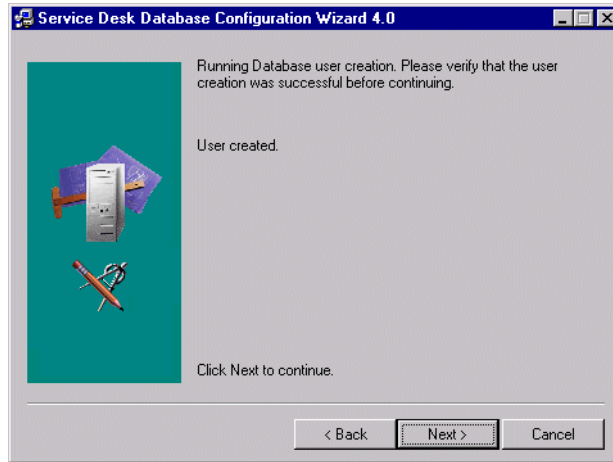 Service Desk Database Configuration Wizard 4.0
Running Database user creation. Please verify that the user
creation was successful before continuing.
User created.
Click Next to continue.
< Back
Next >
Cancel